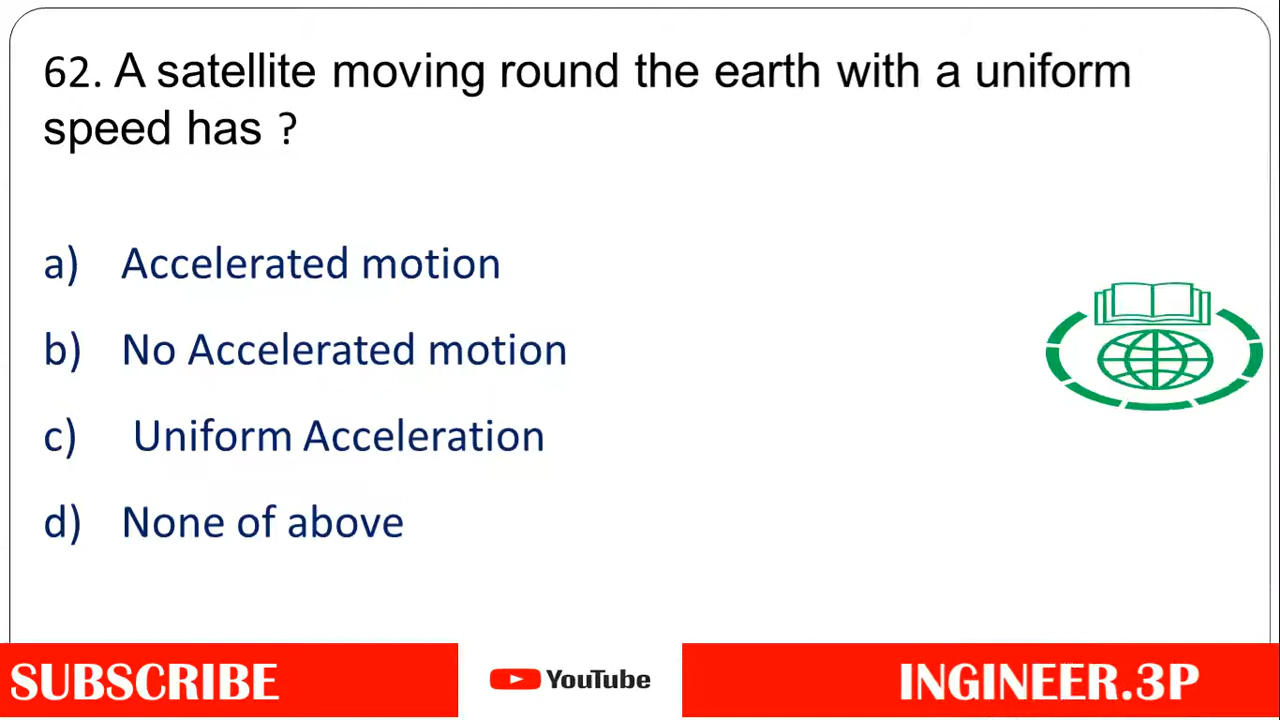 62. A satellite moving round the earth with a uniform
speed has ?
a) Accelerated motion
b) No Accelerated motion
c) Uniform Acceleration
d) None of above
SUBSCRIBE YouTube INGINEER.3P